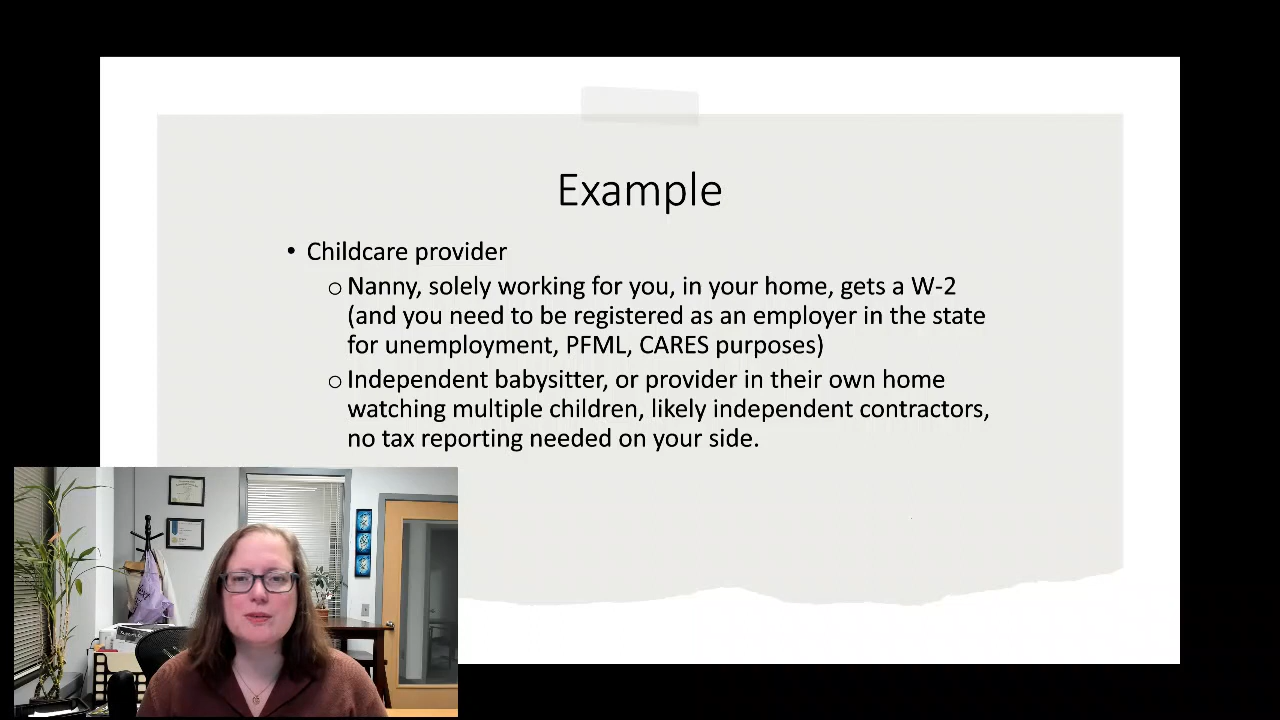 Example
• Childcare provider
o Nanny, solely working for you, in your home, gets a W-2
(and you need to be registered as an employer in the state
for unemployment, PFML, CARES purposes)
o Independent babysitter, or provider in their own home
watching multiple children, likely independent contractors,
no tax reporting needed on your side.